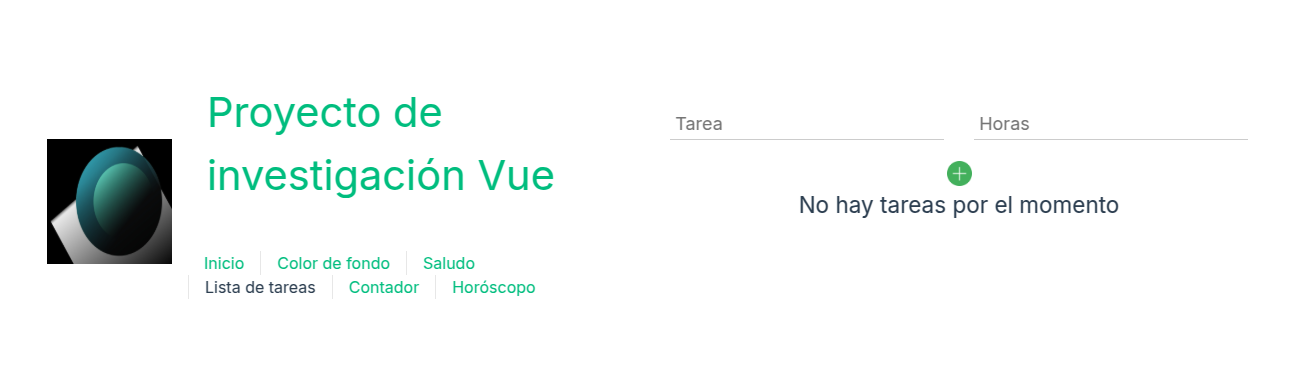 Proyecto de
investigación Vue
Inicio
Color de fondo
Saludo
Lista de tareas
Contador
Horóscopo
Tarea
Horas
No hay tareas por el momento